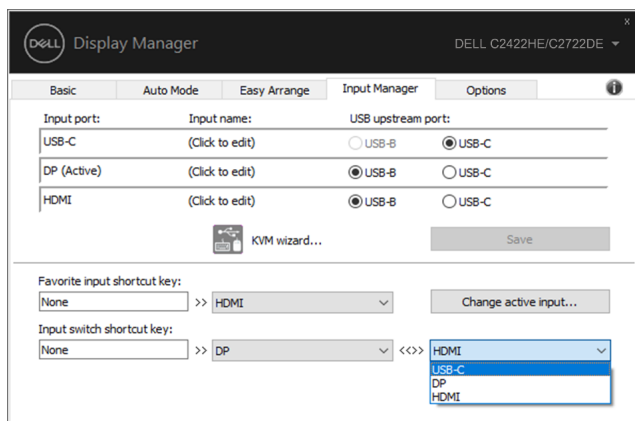 x
DELL Display Manager DELL C2422HE/C2722DE
Basic Auto Mode Easy Arrange Input Manager Options i
Input port: Input name: USB upstream port:
USB-C (Click to edit) USB-B USB-C
DP (Active) (Click to edit) USB-B USB-C
HDMI (Click to edit) USB-B USB-C
KVM wizard... Save
Favorite input shortcut key:
None >> HDMI Change active input...
Input switch shortcut key:
None >> DP <<>> HDMI
USB-C
DP
HDMI